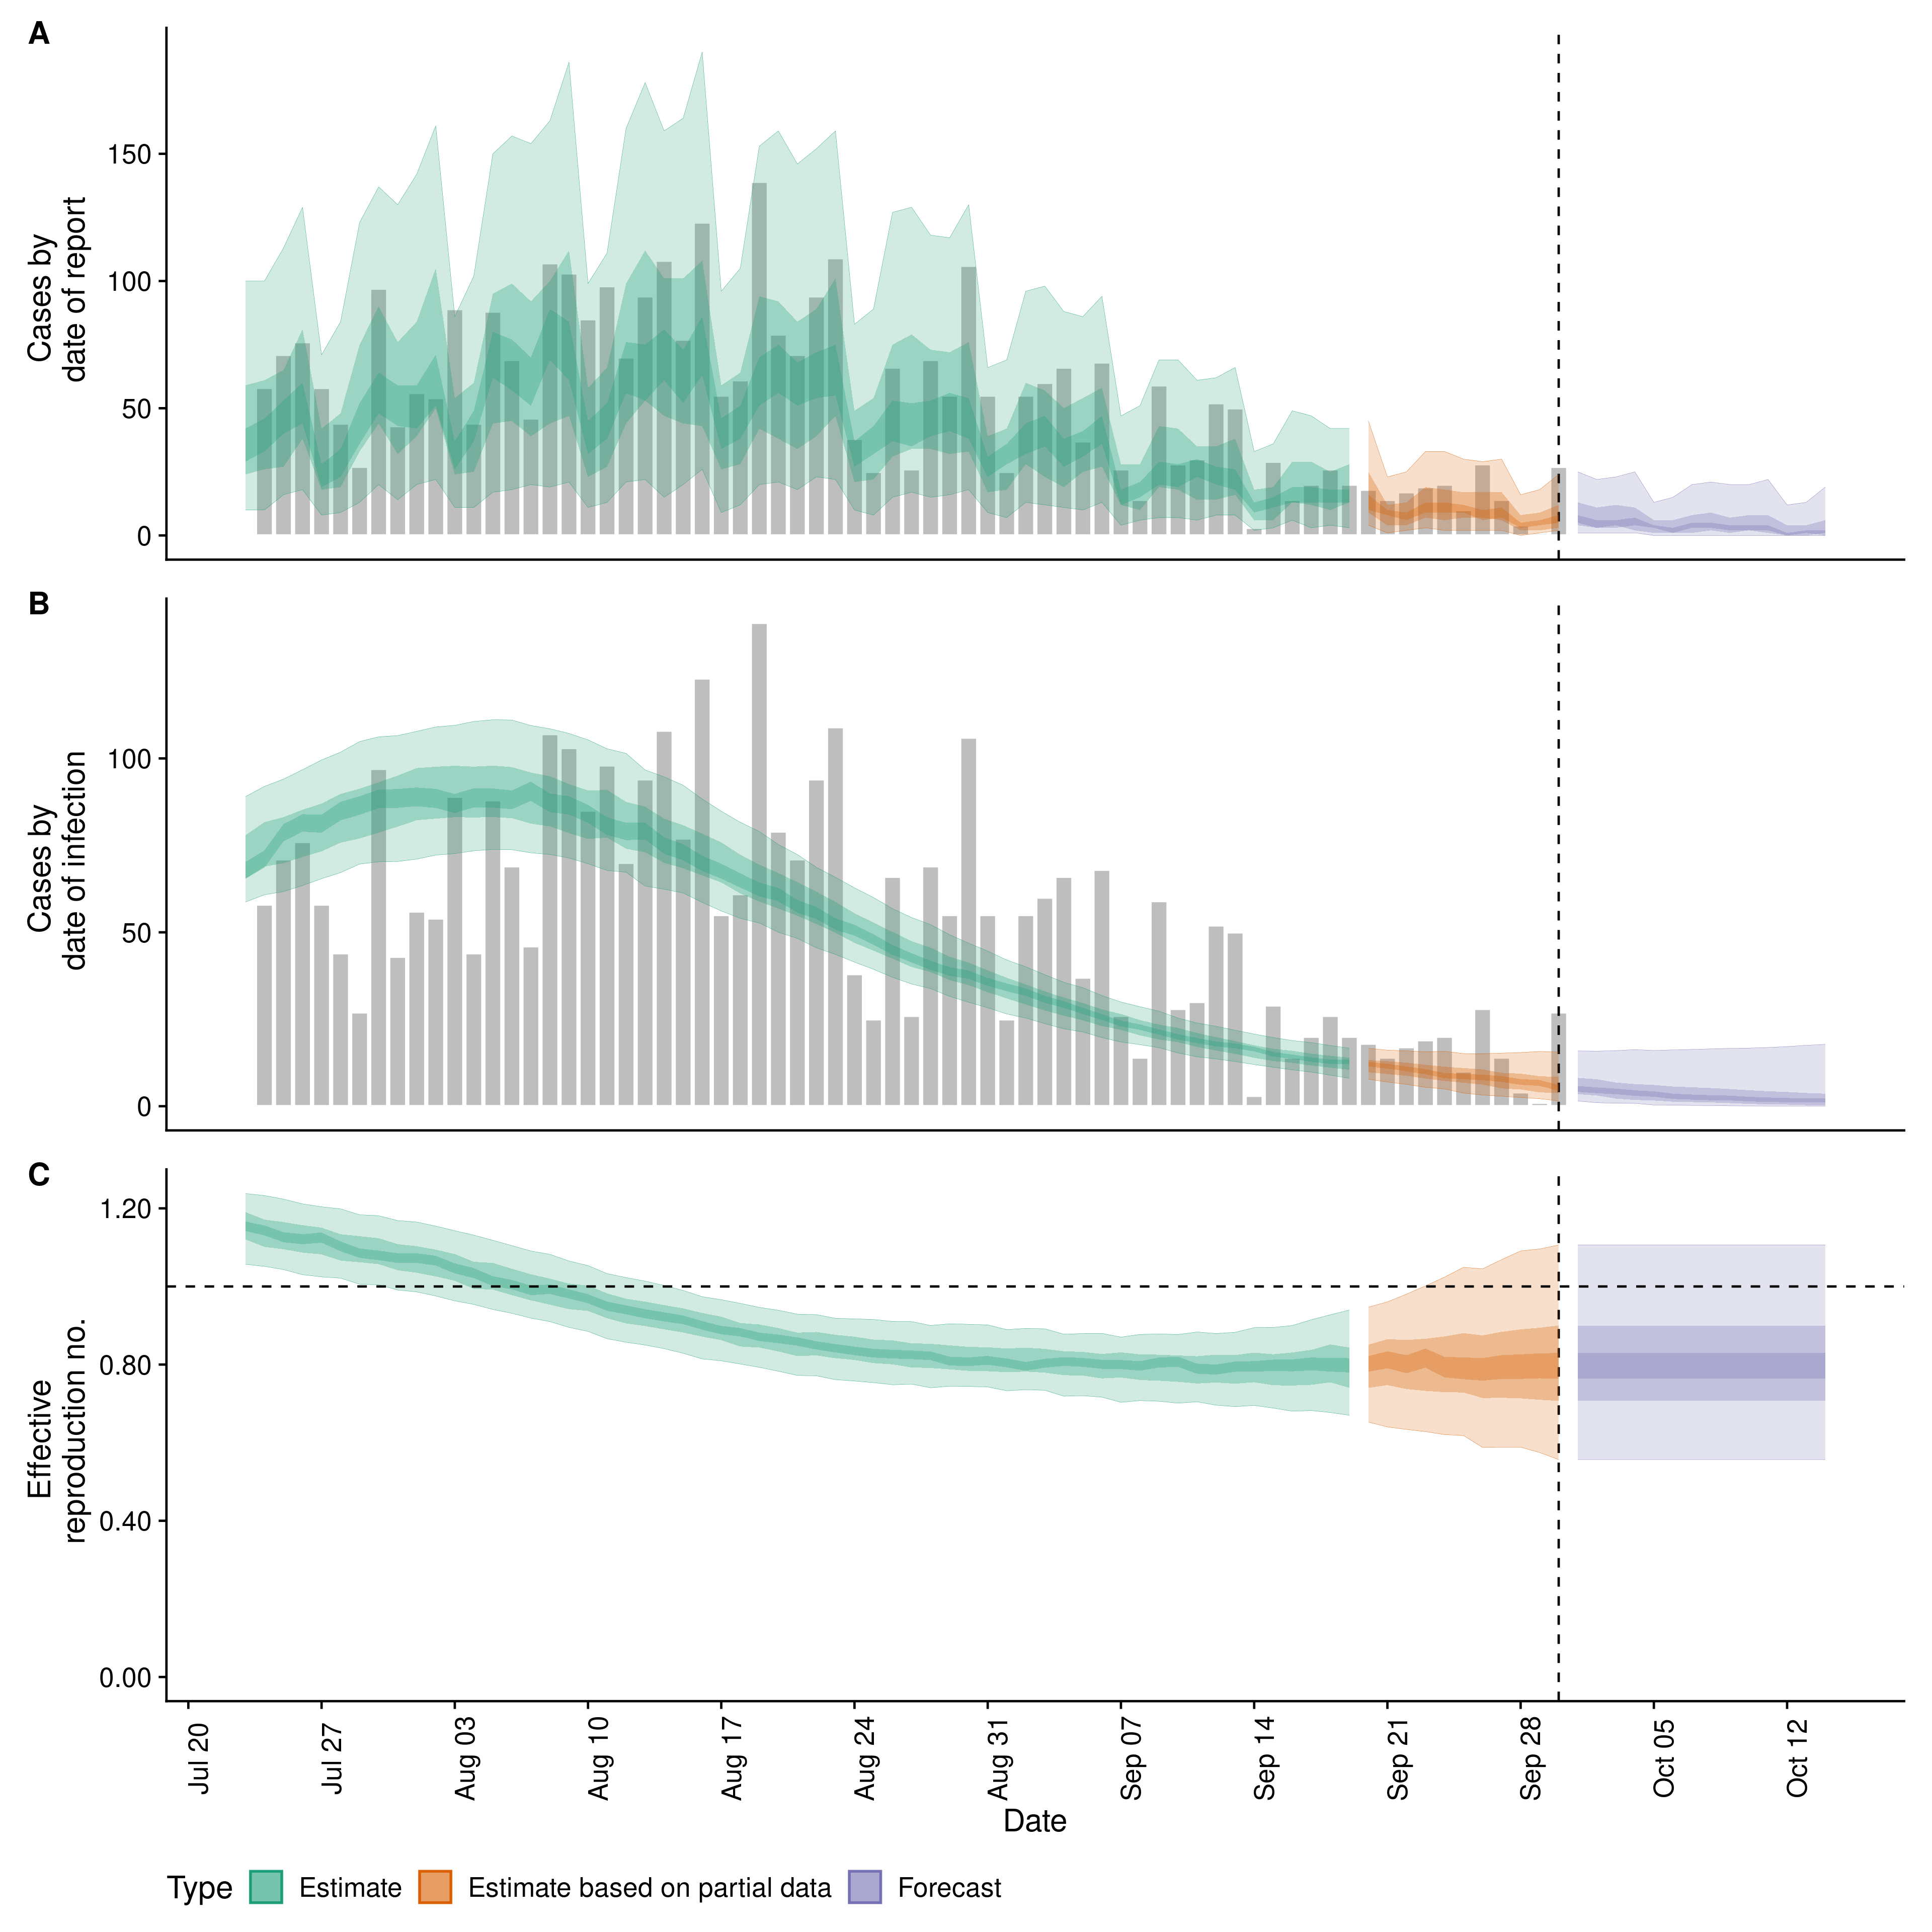 A
Cases by
date of report
150
100
50
0
B
Cases by
date of infection
100
50
0
C
Effective
reproduction no.
1.20
0.80
0.40
0.00
Jul 20
Jul 27
Aug 03
Aug 10
Aug 17
Aug 24
Aug 31
Sep 07
Sep 14
Sep 21
Sep 28
Oct 05
Oct 12
Date
Type Estimate Estimate based on partial data Forecast